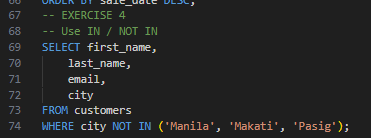 66 ORDER BY sale_date DESC;
67 -- EXERCISE 4
68 -- Use IN / NOT IN
69 SELECT first_name,
70 last_name,
71 email,
72 city
73 FROM customers
74 WHERE city NOT IN ('Manila', 'Makati', 'Pasig');